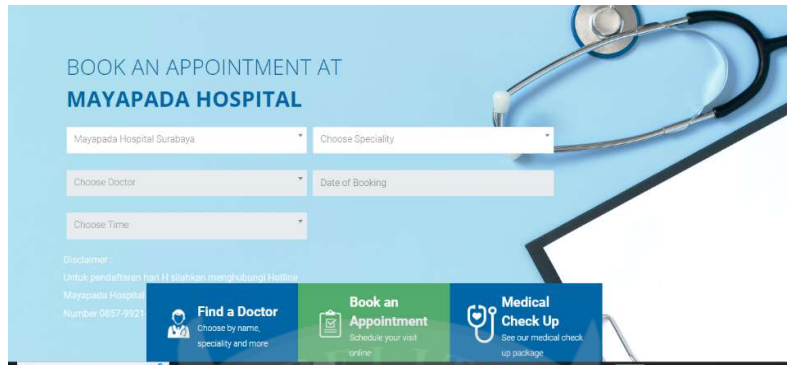 BOOK AN APPOINTMENT AT
MAYAPADA HOSPITAL
Mayapada Hospital Surabaya
Choose Speciality
Choose Doctor
Date of Booking
Choose Time
Disclaimer :
Untuk pendaftaran hari H silahkan menghubungi Hotline
Mayapada Hospital
Number 0857-9921
Find a Doctor
Choose by name,
speciality and more
Book an
Appointment
Schedule your visit
online
Medical
Check Up
See our medical check
up package